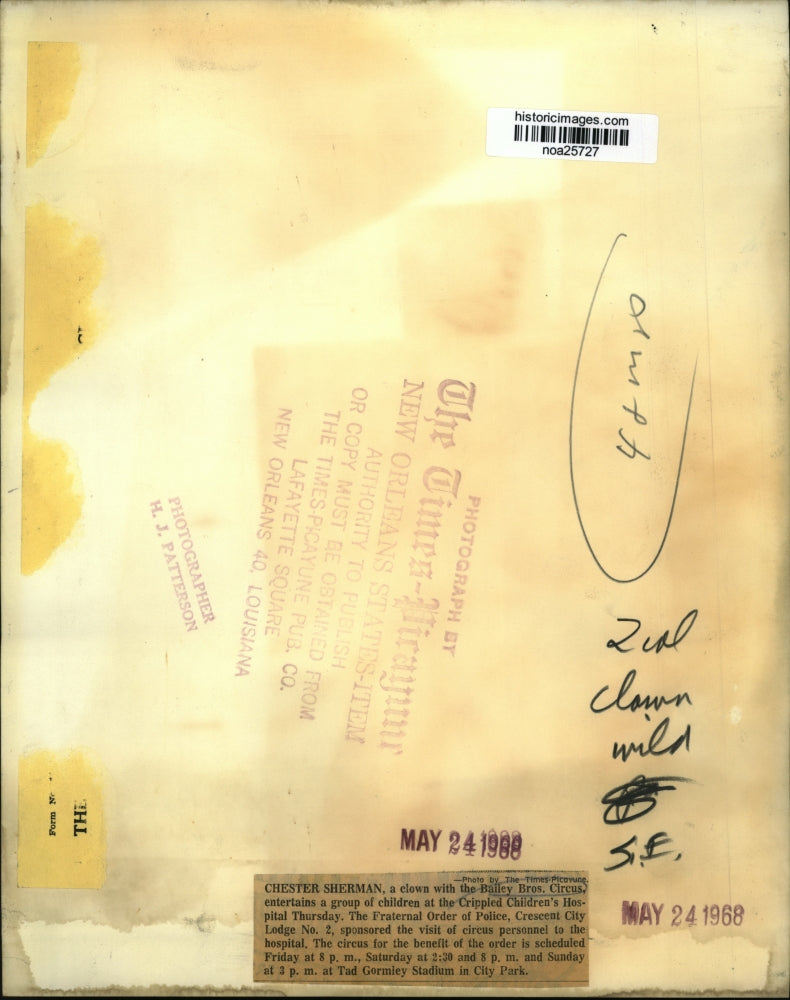 historicimages.com
noa25727
PHOTOGRAPH BY
The Times-Picayune
NEW ORLEANS STATES-ITEM
AUTHORITY TO PUBLISH
OR COPY MUST BE OBTAINED FROM
THE TIMES-PICAYUNE PUB. CO.
LAFAYETTE SQUARE
NEW ORLEANS 40, LOUISIANA
PHOTOGRAPHER
H. J. PATTERSON
2 col
clown
wild
S.E.
Form
TH
MAY 24 1968
MAY 24 1968
—Photo by The Times-Picayune.
CHESTER SHERMAN, a clown with the Bailey Bros. Circus,
entertains a group of children at the Crippled Children's Hos-
pital Thursday. The Fraternal Order of Police, Crescent City
Lodge No. 2, sponsored the visit of circus personnel to the
hospital. The circus for the benefit of the order is scheduled
Friday at 8 p. m., Saturday at 2:30 and 8 p. m. and Sunday
at 3 p. m. at Tad Gormley Stadium in City Park.